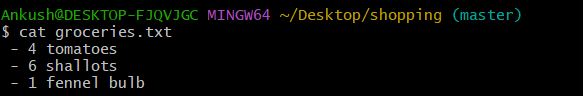 Ankush@DESKTOP-FJQVJGC MINGW64 ~/Desktop/shopping (master)
$ cat groceries.txt
- 4 tomatoes
- 6 shallots
- 1 fennel bulb